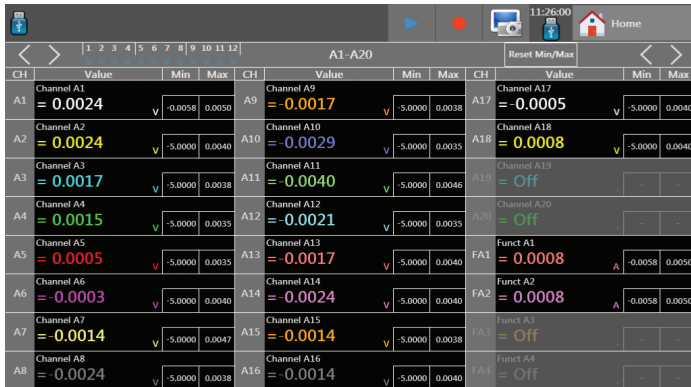 11:26:00
Home
1 2 3 4 5 6 7 8 9 10 11 12
A1-A20
Reset Min/Max
CH Value Min Max CH Value Min Max CH Value Min Max
Channel A1 Channel A9 Channel A17
A1 = 0.0024 V -0.0058 0.0050 A9 =-0.0017 V -5.0000 0.0038 A17 =-0.0005 V -5.0000 0.0040
Channel A2 Channel A10 Channel A18
A2 = 0.0024 V -5.0000 0.0040 A10 =-0.0029 V -5.0000 0.0035 A18 = 0.0008 V -5.0000 0.0040
Channel A3 Channel A11 Channel A19
A3 = 0.0017 V -5.0000 0.0038 A11 =-0.0040 V -5.0000 0.0046 A19 = Off - - -
Channel A4 Channel A12 Channel A20
A4 = 0.0015 V -5.0000 0.0035 A12 =-0.0021 V -5.0000 0.0035 A20 = Off - - -
Channel A5 Channel A13 Funct A1
A5 = 0.0005 V -5.0000 0.0035 A13 =-0.0017 V -5.0000 0.0040 FA1 = 0.0008 A -0.0058 0.0050
Channel A6 Channel A14 Funct A2
A6 =-0.0003 V -5.0000 0.0040 A14 =-0.0024 V -5.0000 0.0040 FA2 = 0.0008 A -0.0058 0.0050
Channel A7 Channel A15 Funct A3
A7 =-0.0014 V -5.0000 0.0047 A15 =-0.0014 V -5.0000 0.0038 FA3 = Off - - -
Channel A8 Channel A16 Funct A4
A8 =-0.0024 V -5.0000 0.0038 A16 =-0.0014 V -5.0000 0.0040 FA4 = Off - - -